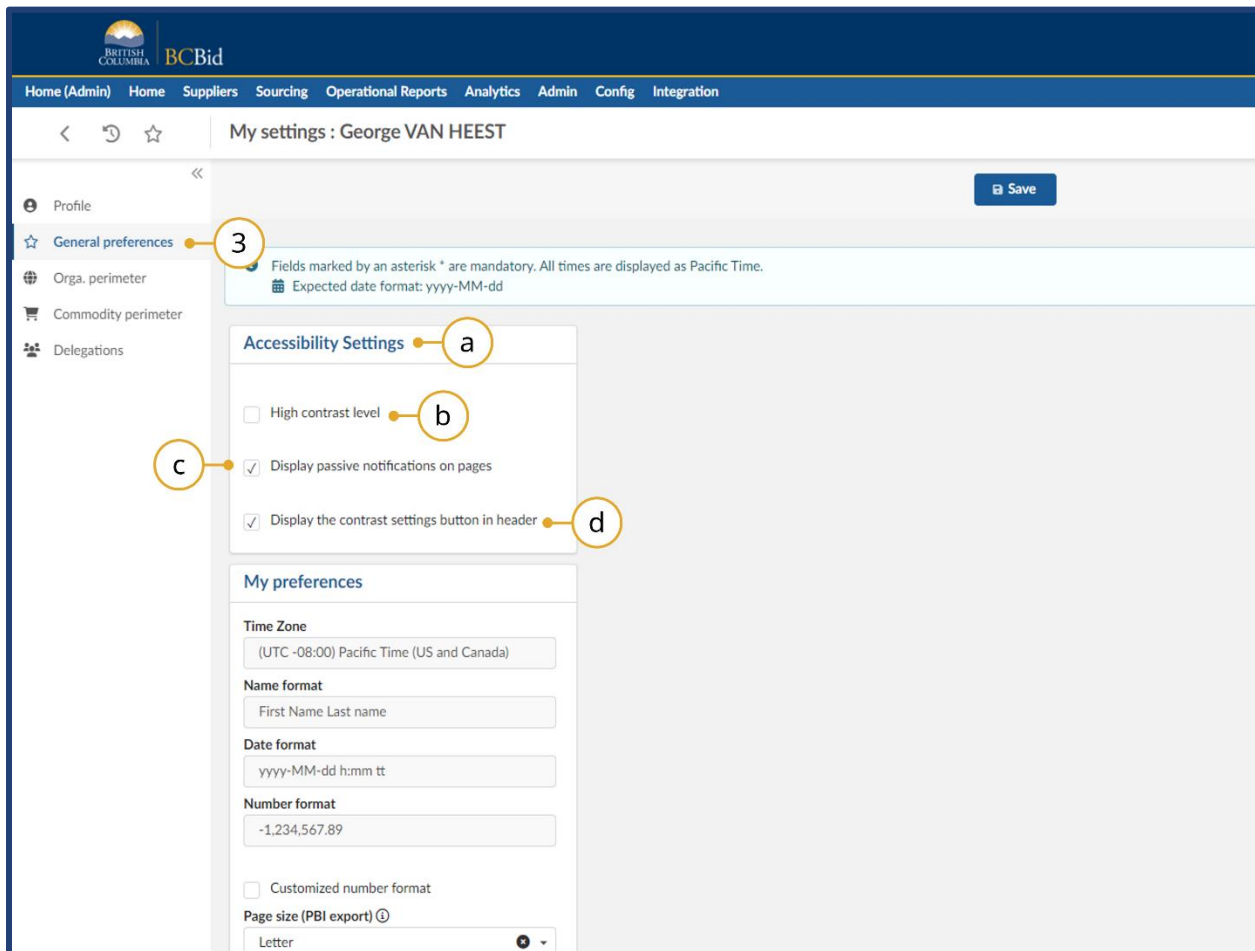 BRITISH
COLUMBIA
BCBid
Home (Admin) Home Suppliers Sourcing Operational Reports Analytics Admin Config Integration
My settings : George VAN HEEST
Save
Profile
General preferences
3
Orga. perimeter
Commodity perimeter
Delegations
Fields marked by an asterisk * are mandatory. All times are displayed as Pacific Time.
Expected date format: yyyy-MM-dd
Accessibility Settings
a
High contrast level
b
c
Display passive notifications on pages
Display the contrast settings button in header
d
My preferences
Time Zone
(UTC -08:00) Pacific Time (US and Canada)
Name format
First Name Last name
Date format
yyyy-MM-dd h:mm tt
Number format
-1,234,567.89
Customized number format
Page size (PBI export)
Letter